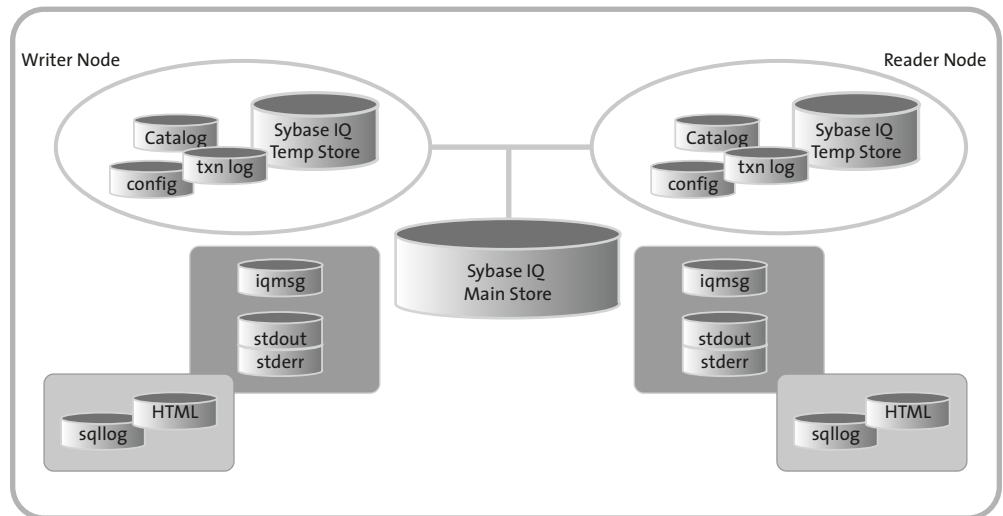 Writer Node
Reader Node
Catalog
Sybase IQ
Temp Store
txn log
config
Catalog
Sybase IQ
Temp Store
txn log
config
Sybase IQ
Main Store
iqmsg
stdout
stderr
HTML
sqllog
iqmsg
stdout
stderr
HTML
sqllog